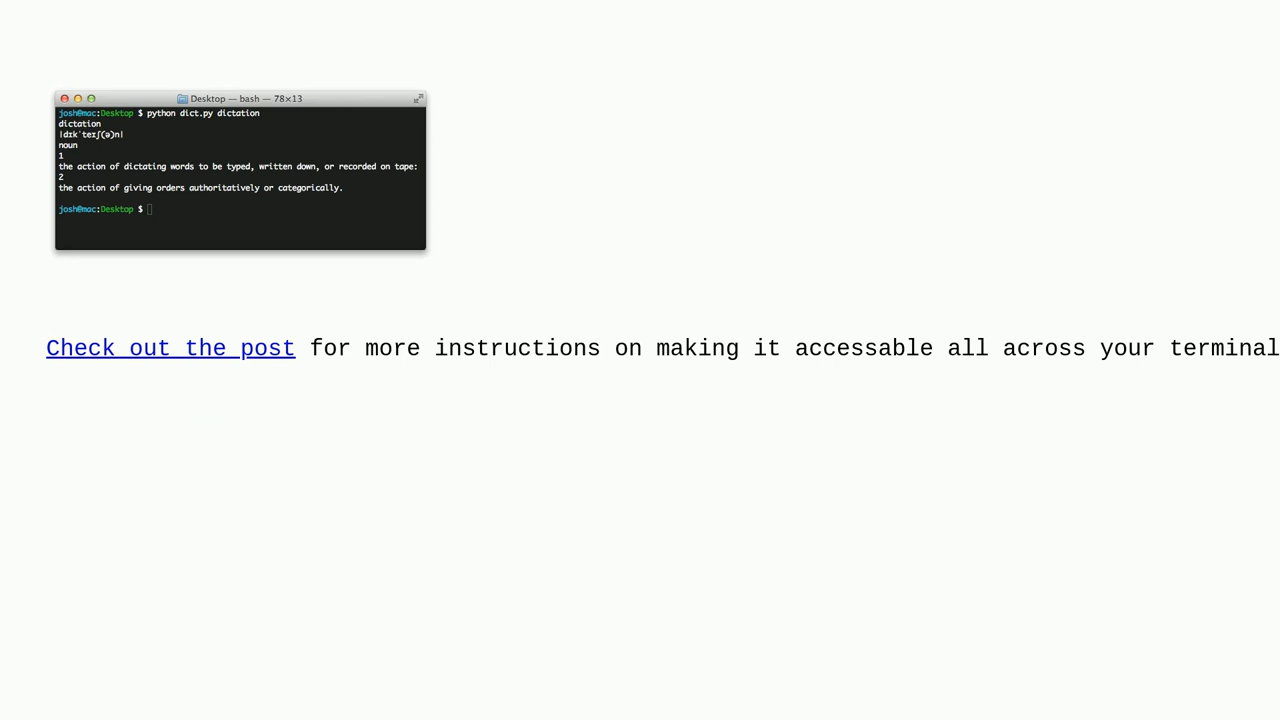 Desktop — bash — 78×13
josh@mac:Desktop $ python dict.py dictation
dictation
|dɪkˈteɪʃ(ə)n|
noun
1
the action of dictating words to be typed, written down, or recorded on tape:
2
the action of giving orders authoritatively or categorically.
josh@mac:Desktop $
Check out the post for more instructions on making it accessable all across your terminal